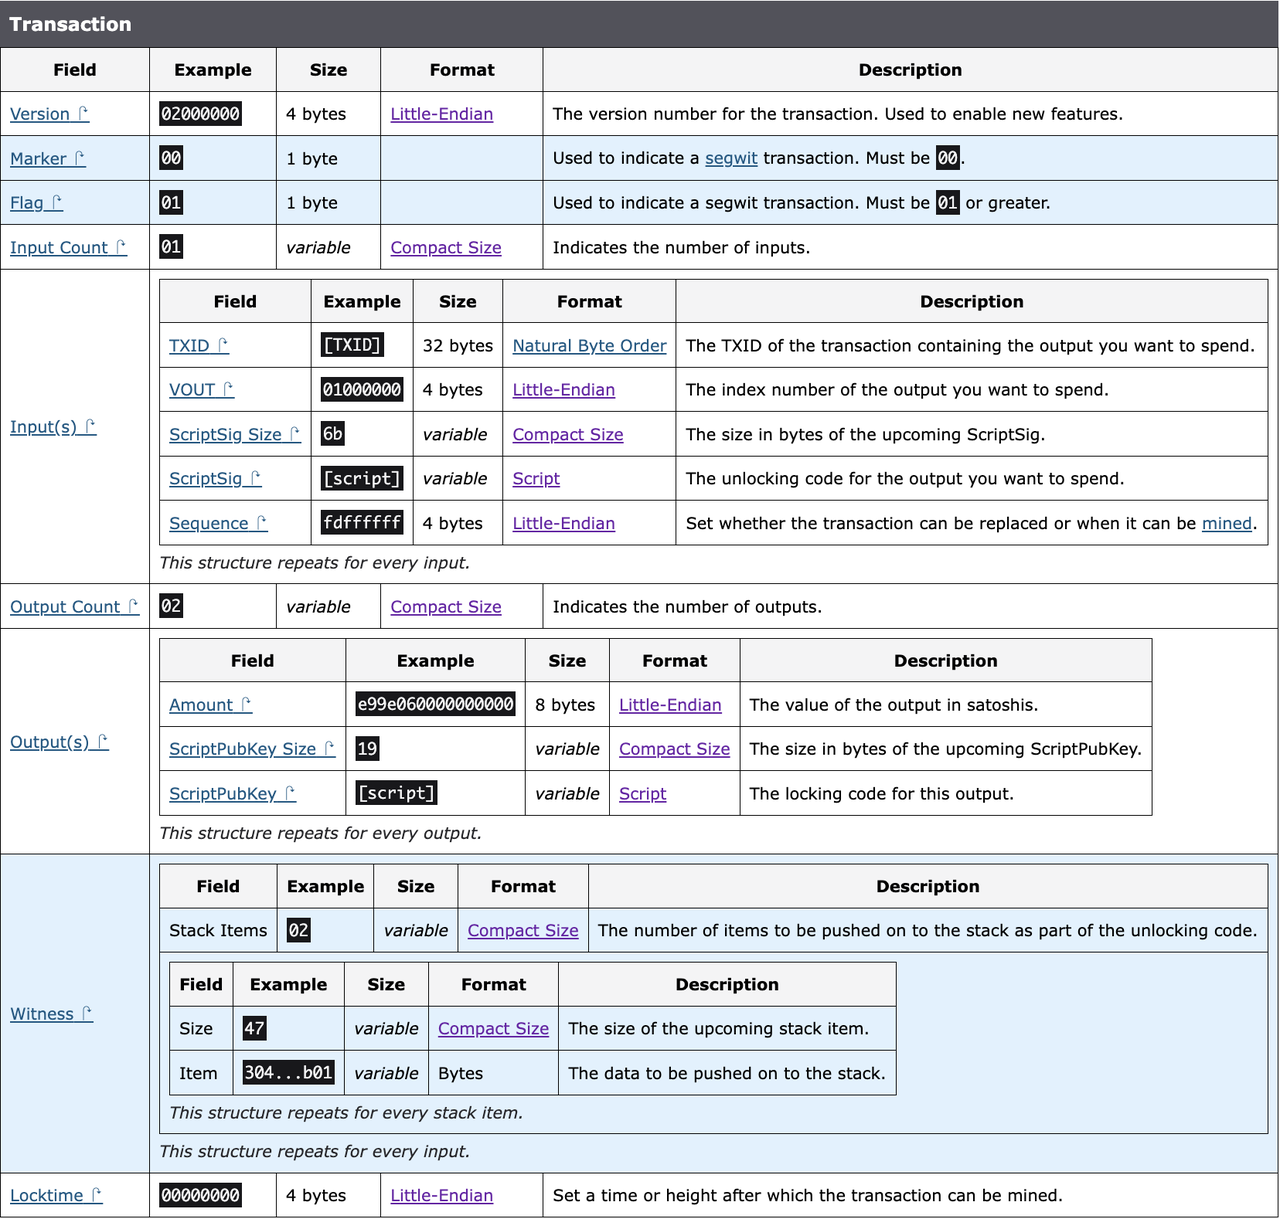 Transaction
Field Example Size Format Description
Version 02000000 4 bytes Little-Endian The version number for the transaction. Used to enable new features.
Marker 00 1 byte Used to indicate a segwit transaction. Must be 00.
Flag 01 1 byte Used to indicate a segwit transaction. Must be 01 or greater.
Input Count 01 variable Compact Size Indicates the number of inputs.
Input(s)
Field Example Size Format Description
TXID [TXID] 32 bytes Natural Byte Order The TXID of the transaction containing the output you want to spend.
VOUT 01000000 4 bytes Little-Endian The index number of the output you want to spend.
ScriptSig Size 6b variable Compact Size The size in bytes of the upcoming ScriptSig.
ScriptSig [script] variable Script The unlocking code for the output you want to spend.
Sequence fdffffff 4 bytes Little-Endian Set whether the transaction can be replaced or when it can be mined.
This structure repeats for every input.
Output Count 02 variable Compact Size Indicates the number of outputs.
Output(s)
Field Example Size Format Description
Amount e99e060000000000 8 bytes Little-Endian The value of the output in satoshis.
ScriptPubKey Size 19 variable Compact Size The size in bytes of the upcoming ScriptPubKey.
ScriptPubKey [script] variable Script The locking code for this output.
This structure repeats for every output.
Witness
Field Example Size Format Description
Stack Items 02 variable Compact Size The number of items to be pushed on to the stack as part of the unlocking code.
Field Example Size Format Description
Size 47 variable Compact Size The size of the upcoming stack item.
Item 304...b01 variable Bytes The data to be pushed on to the stack.
This structure repeats for every stack item.
This structure repeats for every input.
Locktime 00000000 4 bytes Little-Endian Set a time or height after which the transaction can be mined.